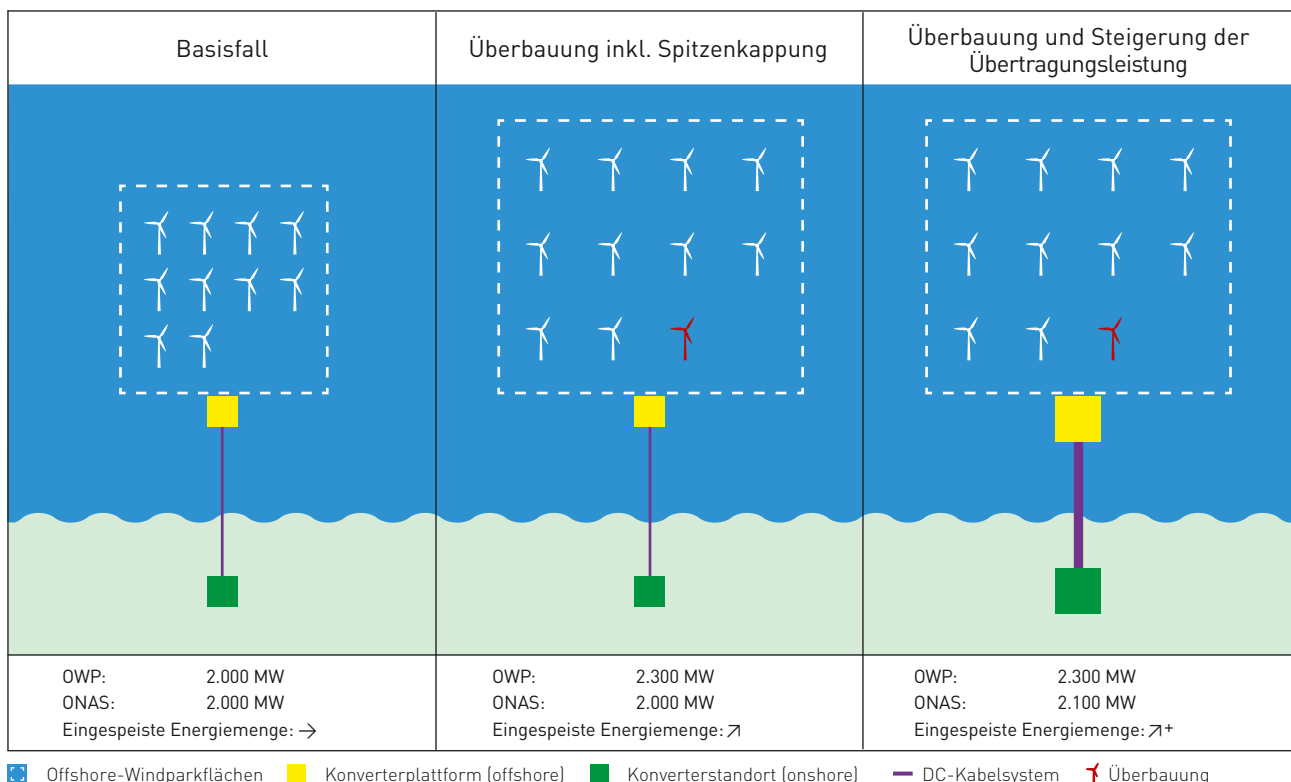 Basisfall
Überbauung inkl. Spitzenkappung
Überbauung und Steigerung der
Übertragungsleistung
OWP: 2.000 MW
ONAS: 2.000 MW
Eingespeiste Energiemenge: →
OWP: 2.300 MW
ONAS: 2.000 MW
Eingespeiste Energiemenge: ↗
OWP: 2.300 MW
ONAS: 2.100 MW
Eingespeiste Energiemenge: ↗+
Offshore-Windparkflächen Konverterplattform (offshore) Konverterstandort (onshore) DC-Kabelsystem Überbauung